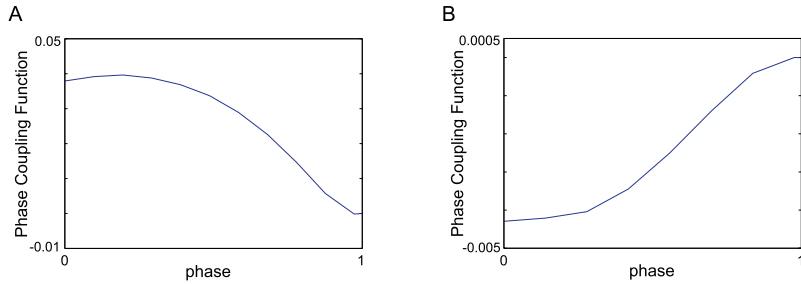 A
B
0.05
Phase Coupling Function
-0.01
0
phase
1
0.0005
Phase Coupling Function
-0.005
0
phase
1